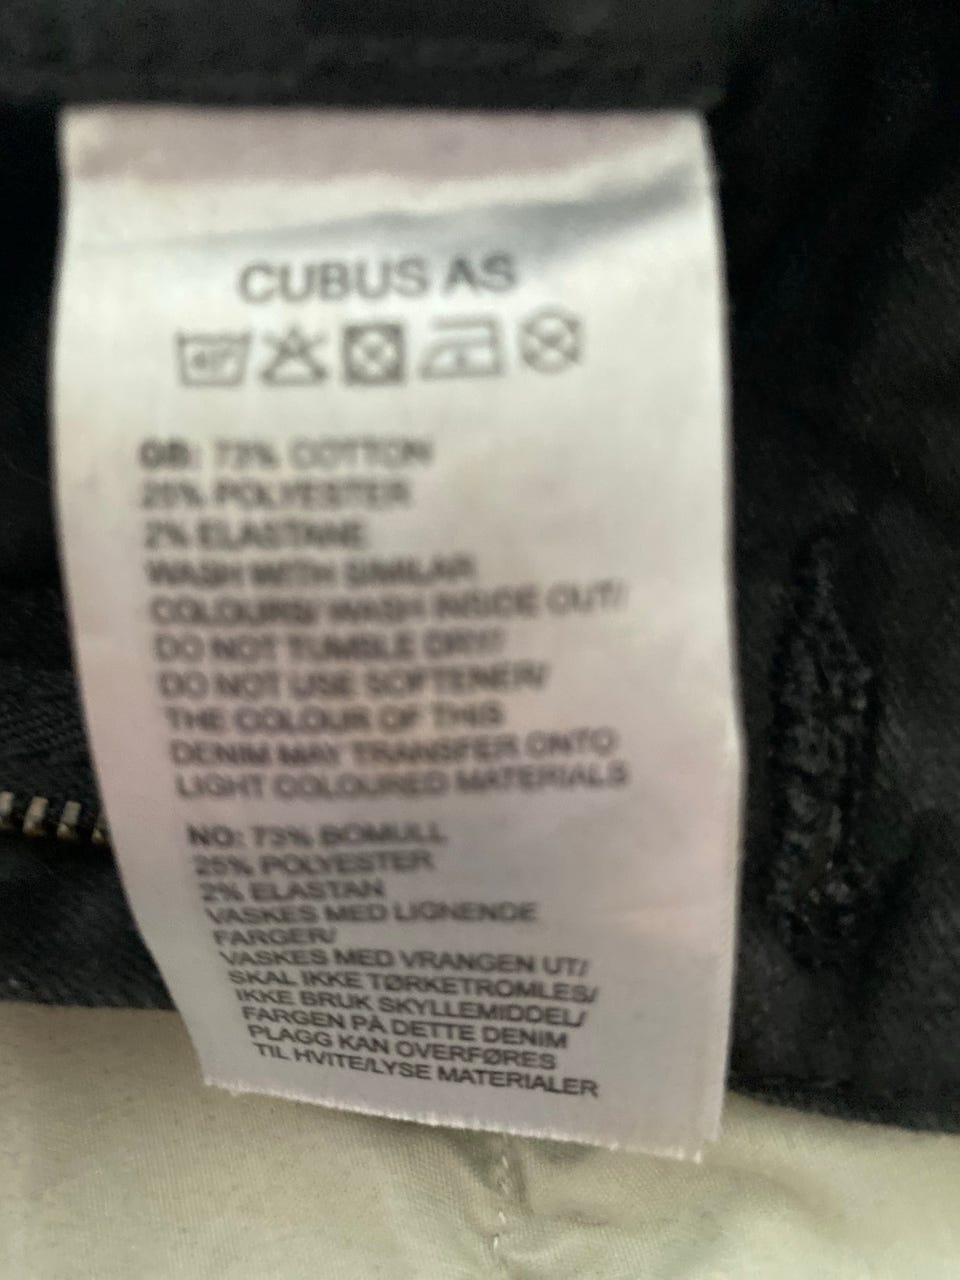 CUBUS AS
40°
GB: 73% COTTON
25% POLYESTER
2% ELASTANE
WASH WITH SIMILAR
COLOURS/ WASH INSIDE OUT/
DO NOT TUMBLE DRY/
DO NOT USE SOFTENER/
THE COLOUR OF THIS
DENIM MAY TRANSFER ONTO
LIGHT COLOURED MATERIALS
NO: 73% BOMULL
25% POLYESTER
2% ELASTAN
VASKES MED LIGNENDE
FARGER/
VASKES MED VRANGEN UT/
SKAL IKKE TØRKETROMLES/
IKKE BRUK SKYLLEMIDDEL/
FARGEN PÅ DETTE DENIM
PLAGG KAN OVERFØRES
TIL HVITE/LYSE MATERIALER